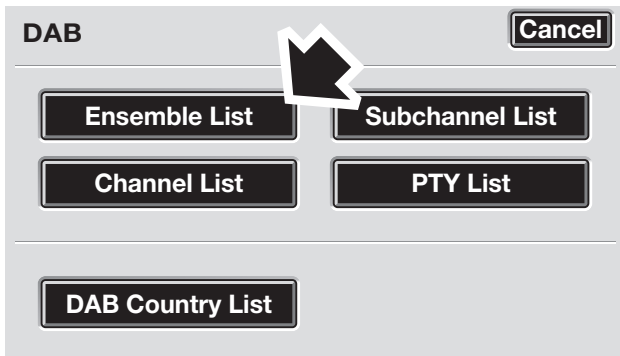 DAB
Cancel
Ensemble List
Subchannel List
Channel List
PTY List
DAB Country List